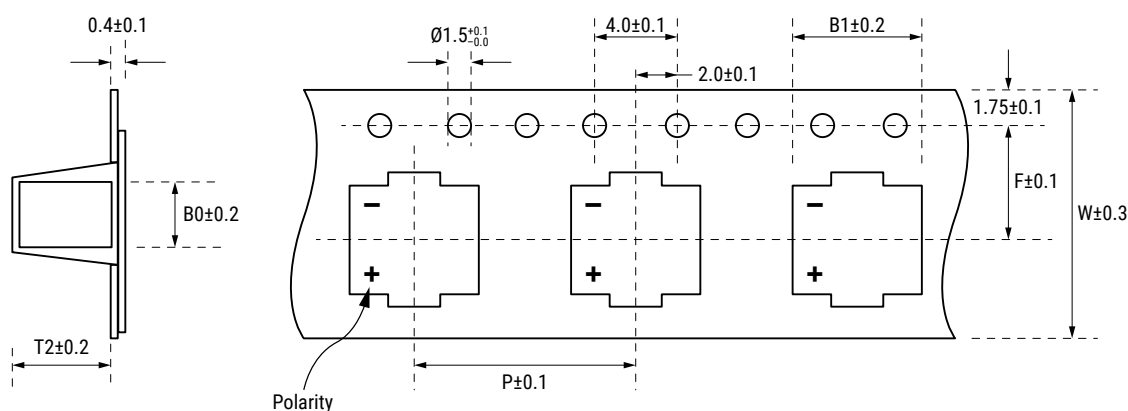 0.4±0.1
Ø1.5+0.1 -0.0
4.0±0.1
B1±0.2
2.0±0.1
1.75±0.1
B0±0.2
F±0.1
W±0.3
− − −
+ + +
T2±0.2
P±0.1
Polarity